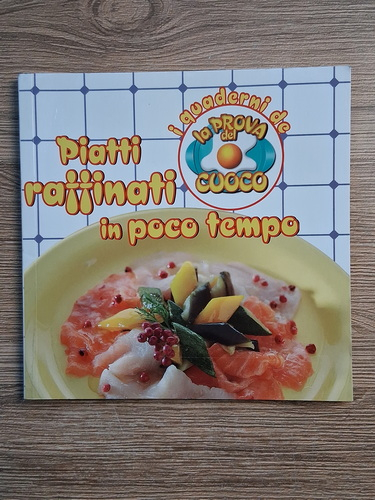 i quaderni de
la PROVA
del
CUOCO
Piatti
raffinati
in poco tempo